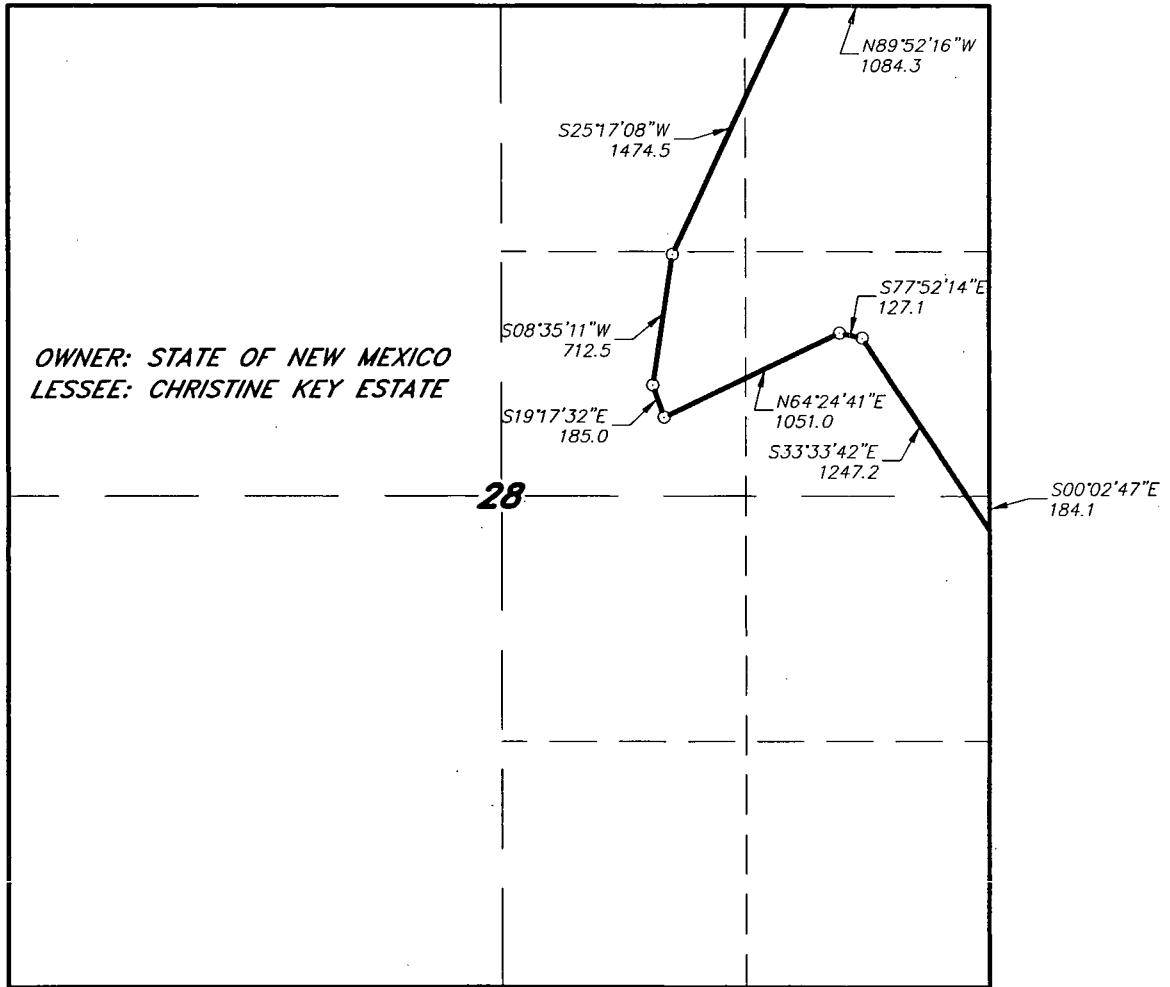 N89°52'16"W
1084.3
S25°17'08"W
1474.5
S77°52'14"E
127.1
S08°35'11"W
712.5
OWNER: STATE OF NEW MEXICO
LESSEE: CHRISTINE KEY ESTATE
N64°24'41"E
1051.0
S19°17'32"E
185.0
S33°33'42"E
1247.2
28
S00°02'47"E
184.1